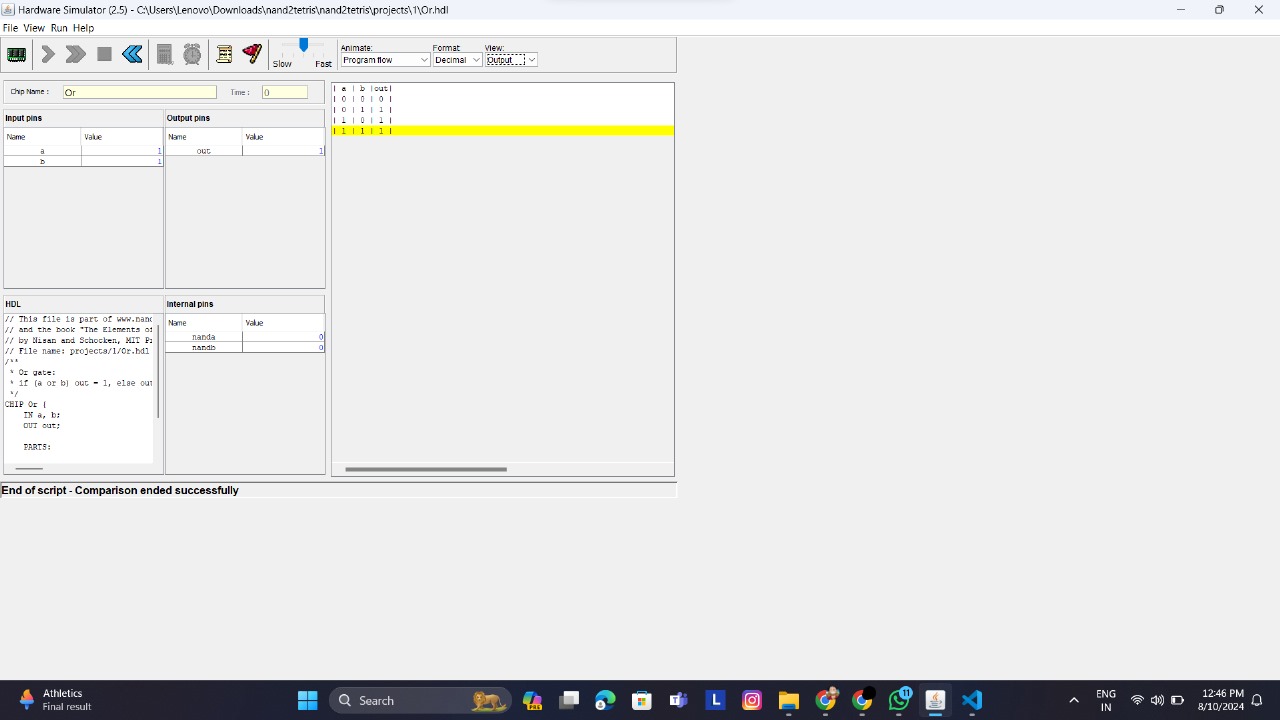 Hardware Simulator (2.5) - C:\Users\Lenovo\Downloads\nand2tetris\nand2tetris\projects\1\Or.hdl
File View Run Help
Slow Fast
Animate:
Program flow
Format:
Decimal
View:
Output
Chip Name :
Or
Time :
0
Input pins
Name Value
a 1
b 1
Output pins
Name Value
out 1
| a | b |out|
| 0 | 0 | 0 |
| 0 | 1 | 1 |
| 1 | 0 | 1 |
| 1 | 1 | 1 |
HDL
// This file is part of www.nand
// and the book "The Elements of
// by Nisan and Schocken, MIT Pr
// File name: projects/1/Or.hdl
/**
* Or gate:
* if (a or b) out = 1, else out
*/
CHIP Or {
IN a, b;
OUT out;
PARTS:
Internal pins
Name Value
nanda 0
nandb 0
End of script - Comparison ended successfully
Athletics
Final result
Search
PRE
L
11
ENG
IN
12:46 PM
8/10/2024